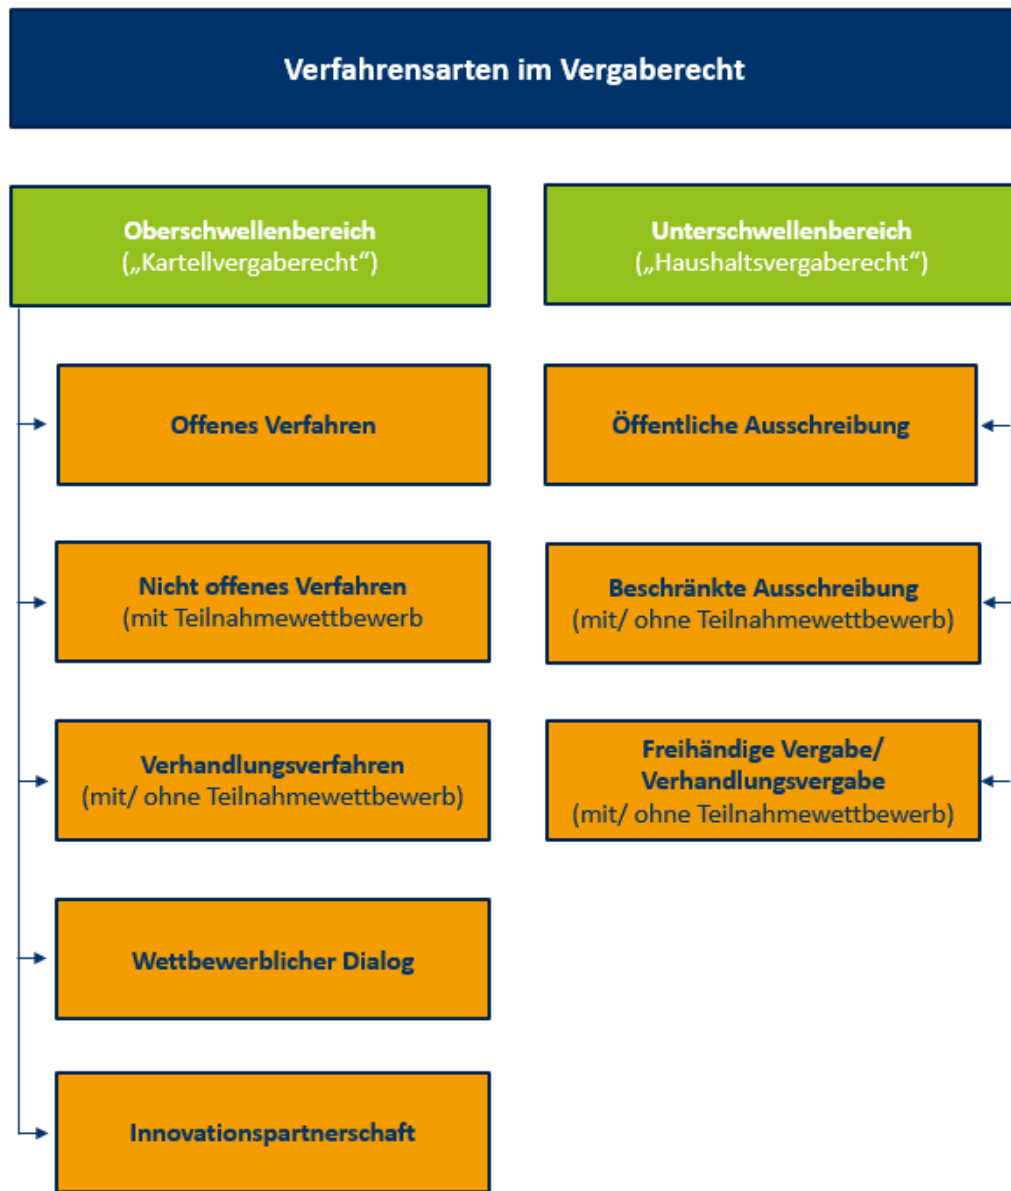 Verfahrensarten im Vergaberecht
Oberschwellenbereich
(„Kartellvergaberecht“)
Offenes Verfahren
Nicht offenes Verfahren
(mit Teilnahmewettbewerb
Verhandlungsverfahren
(mit/ ohne Teilnahmewettbewerb)
Wettbewerblicher Dialog
Innovationspartnerschaft
Unterschwellenbereich
(„Haushaltsvergaberecht“)
Öffentliche Ausschreibung
Beschränkte Ausschreibung
(mit/ ohne Teilnahmewettbewerb)
Freihändige Vergabe/
Verhandlungsvergabe
(mit/ ohne Teilnahmewettbewerb)